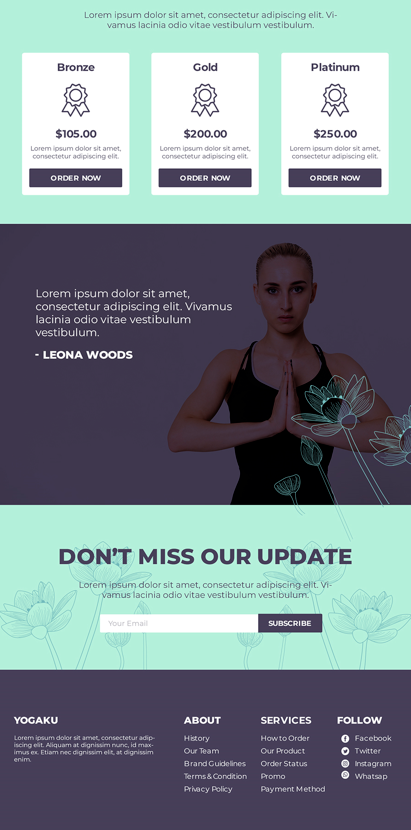 Lorem ipsum dolor sit amet, consectetur adipiscing elit. Vi-
vamus lacinia odio vitae vestibulum vestibulum.
Bronze
$105.00
Lorem ipsum dolor sit amet,
consectetur adipiscing elit.
ORDER NOW
Gold
$200.00
Lorem ipsum dolor sit amet,
consectetur adipiscing elit.
ORDER NOW
Platinum
$250.00
Lorem ipsum dolor sit amet,
consectetur adipiscing elit.
ORDER NOW
Lorem ipsum dolor sit amet,
consectetur adipiscing elit. Vivamus
lacinia odio vitae vestibulum
vestibulum.
- LEONA WOODS
DON’T MISS OUR UPDATE
Lorem ipsum dolor sit amet, consectetur adipiscing elit. Vi-
vamus lacinia odio vitae vestibulum vestibulum.
Your Email
SUBSCRIBE
YOGAKU
Lorem ipsum dolor sit amet, consectetur adip-
iscing elit. Aliquam at dignissim nunc, id max-
imus ex. Etiam nec dignissim elit, at dignissim
enim.
ABOUT
History
Our Team
Brand Guidelines
Terms & Condition
Privacy Policy
SERVICES
How to Order
Our Product
Order Status
Promo
Payment Method
FOLLOW
Facebook
Twitter
Instagram
Whatsap